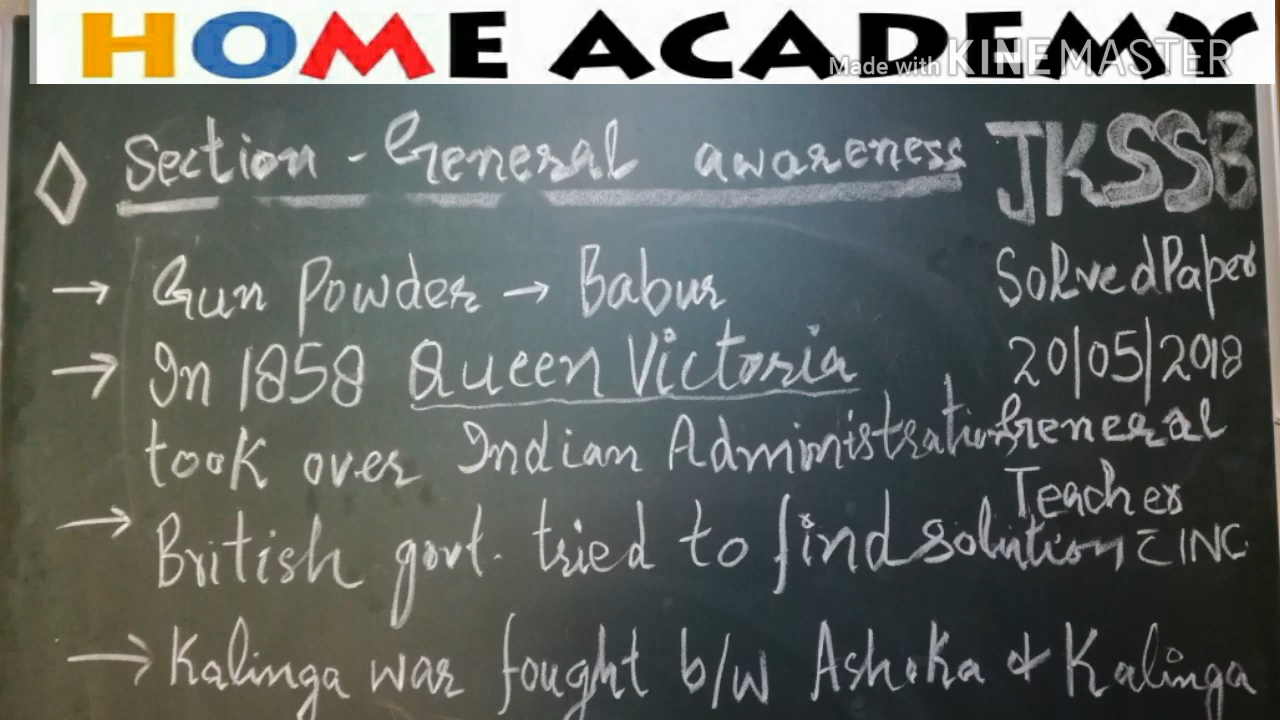 HOME ACADEMY
Made with KINEMASTER
◇ Section - General awareness
JKSSB
Solved Paper
20/05/2018
General
Teacher
→ Gun Powder → Babur
→ In 1858 Queen Victoria
took over Indian Administration
→ British govt. tried to find solution c̄ INC
→ Kalinga war fought b/w Ashoka & Kalinga